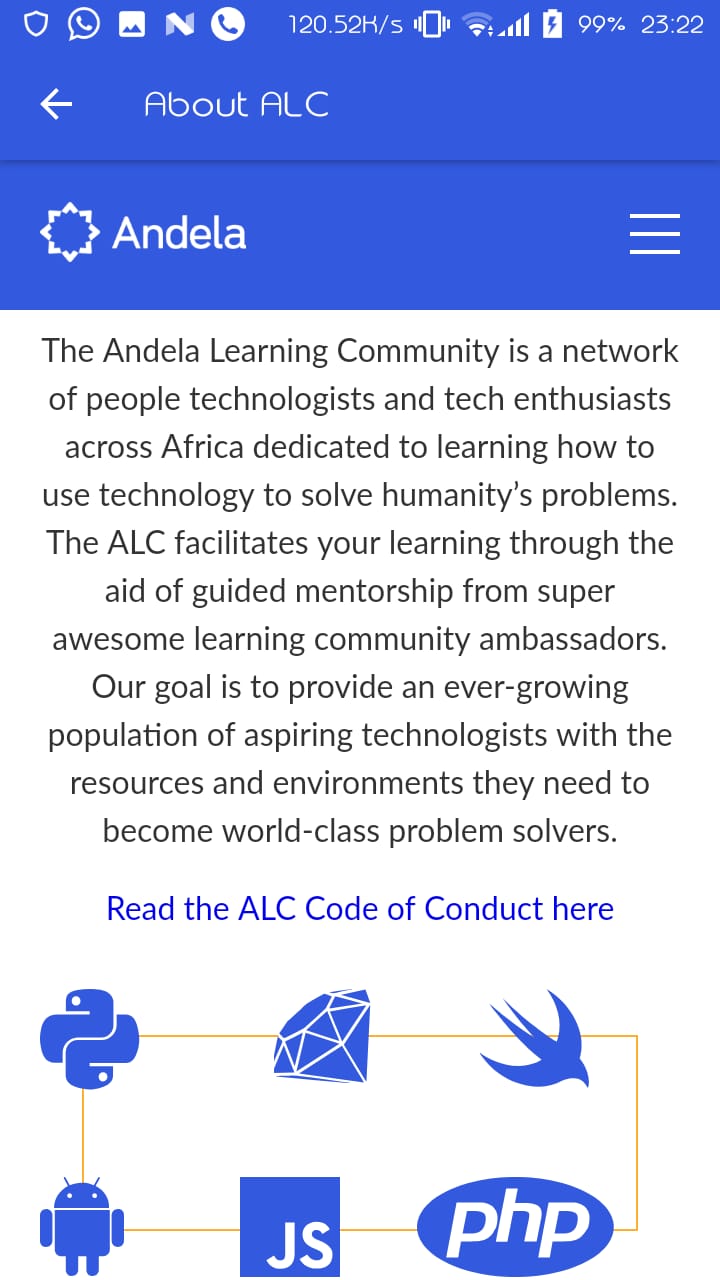 120.52K/s 99% 23:22
About ALC
Andela
The Andela Learning Community is a network
of people technologists and tech enthusiasts
across Africa dedicated to learning how to
use technology to solve humanity’s problems.
The ALC facilitates your learning through the
aid of guided mentorship from super
awesome learning community ambassadors.
Our goal is to provide an ever-growing
population of aspiring technologists with the
resources and environments they need to
become world-class problem solvers.
Read the ALC Code of Conduct here
JS php